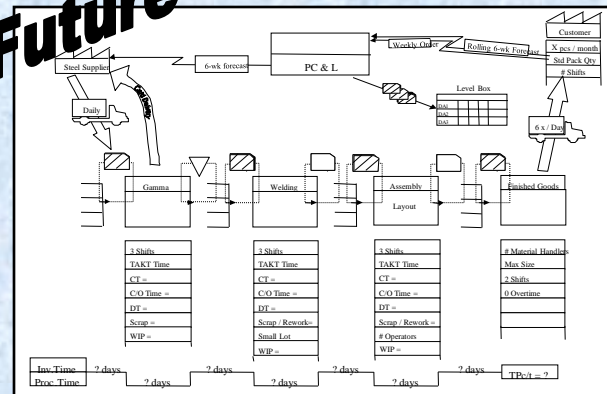 Future
Customer
X pcs / month
Std Pack Qty
# Shifts
Weekly Order
Rolling 6-wk Forecast
Steel Supplier
6-wk forecast
PC & L
Level Box
DA1
DA2
DA3
Daily
6 x / Day
Gamma
Welding
Assembly
Layout
Finished Goods
3 Shifts
TAKT Time
CT =
C/O Time =
DT =
Scrap =
WIP =
3 Shifts
TAKT Time
CT =
C/O Time =
DT =
Scrap / Rework=
Small Lot
WIP =
3 Shifts
TAKT Time
CT =
C/O Time =
DT =
Scrap / Rework=
# Operators
WIP =
# Material Handlers
Max Size
2 Shifts
0 Overtime
Inv.Time
Proc.Time
? days
? days
? days
? days
? days
? days
? days
TPc/t = ?